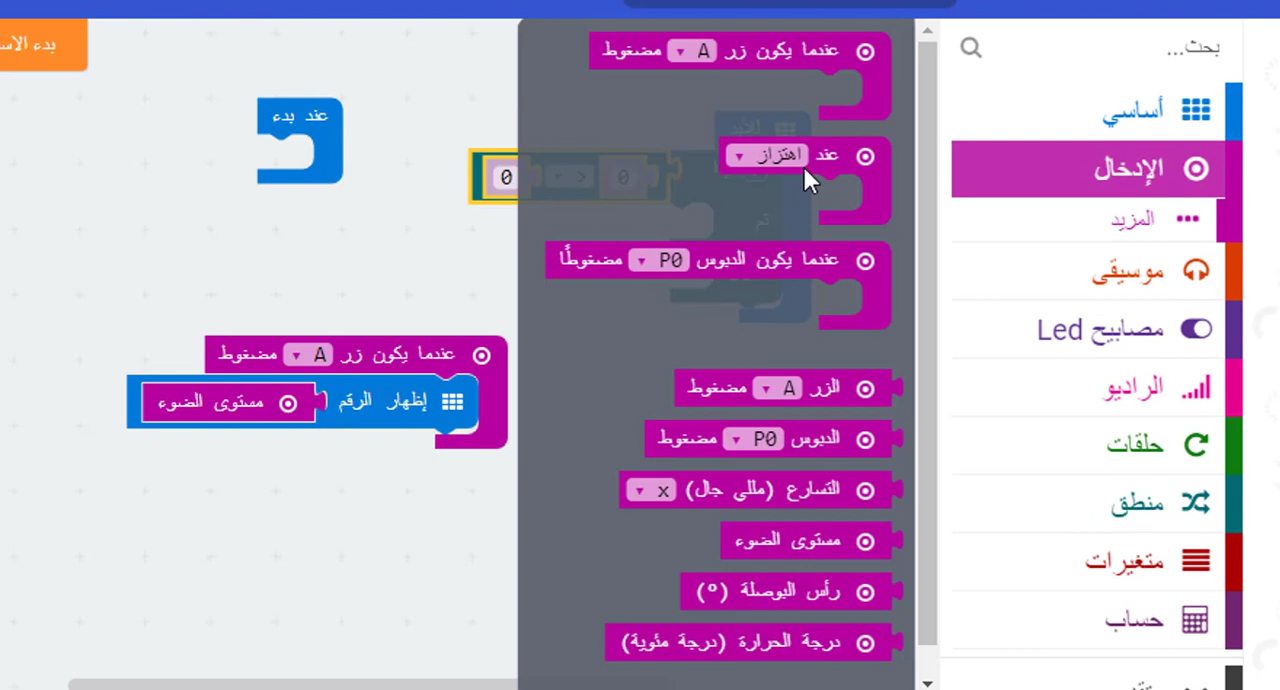 بحث...
أساسي
الإدخال
المزيد
موسيقى
مصابيح Led
الراديو
حلقات
منطق
متغيرات
حساب
عندما يكون زر A مضغوط
عند اهتزاز
عندما يكون الدبوس P0 مضغوطًا
الزر A مضغوط
الدبوس P0 مضغوط
التسارع (مللي جال) x
مستوى الضوء
رأس البوصلة (°)
درجة الحرارة (درجة مئوية)
للأبد
0 < 0
ثم
عند بدء
عندما يكون زر A مضغوط
إظهار الرقم مستوى الضوء
بدء